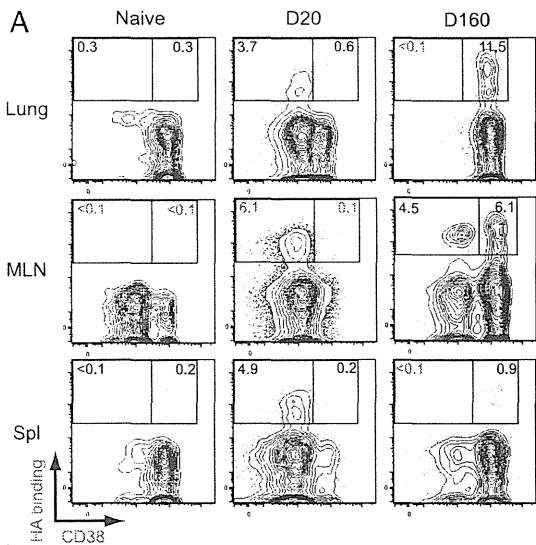 A
Naive D20 D160
Lung
0.3 0.3
3.7 0.6
<0.1 11.5
MLN
<0.1 <0.1
6.1 0.1
4.5 6.1
Spl
<0.1 0.2
4.9 0.2
<0.1 0.9
HA binding
CD38